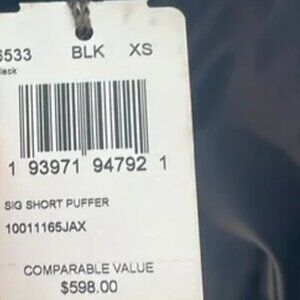 6533 BLK XS
lack
1 93971 94792 1
SIG SHORT PUFFER
10011165JAX
COMPARABLE VALUE
$598.00